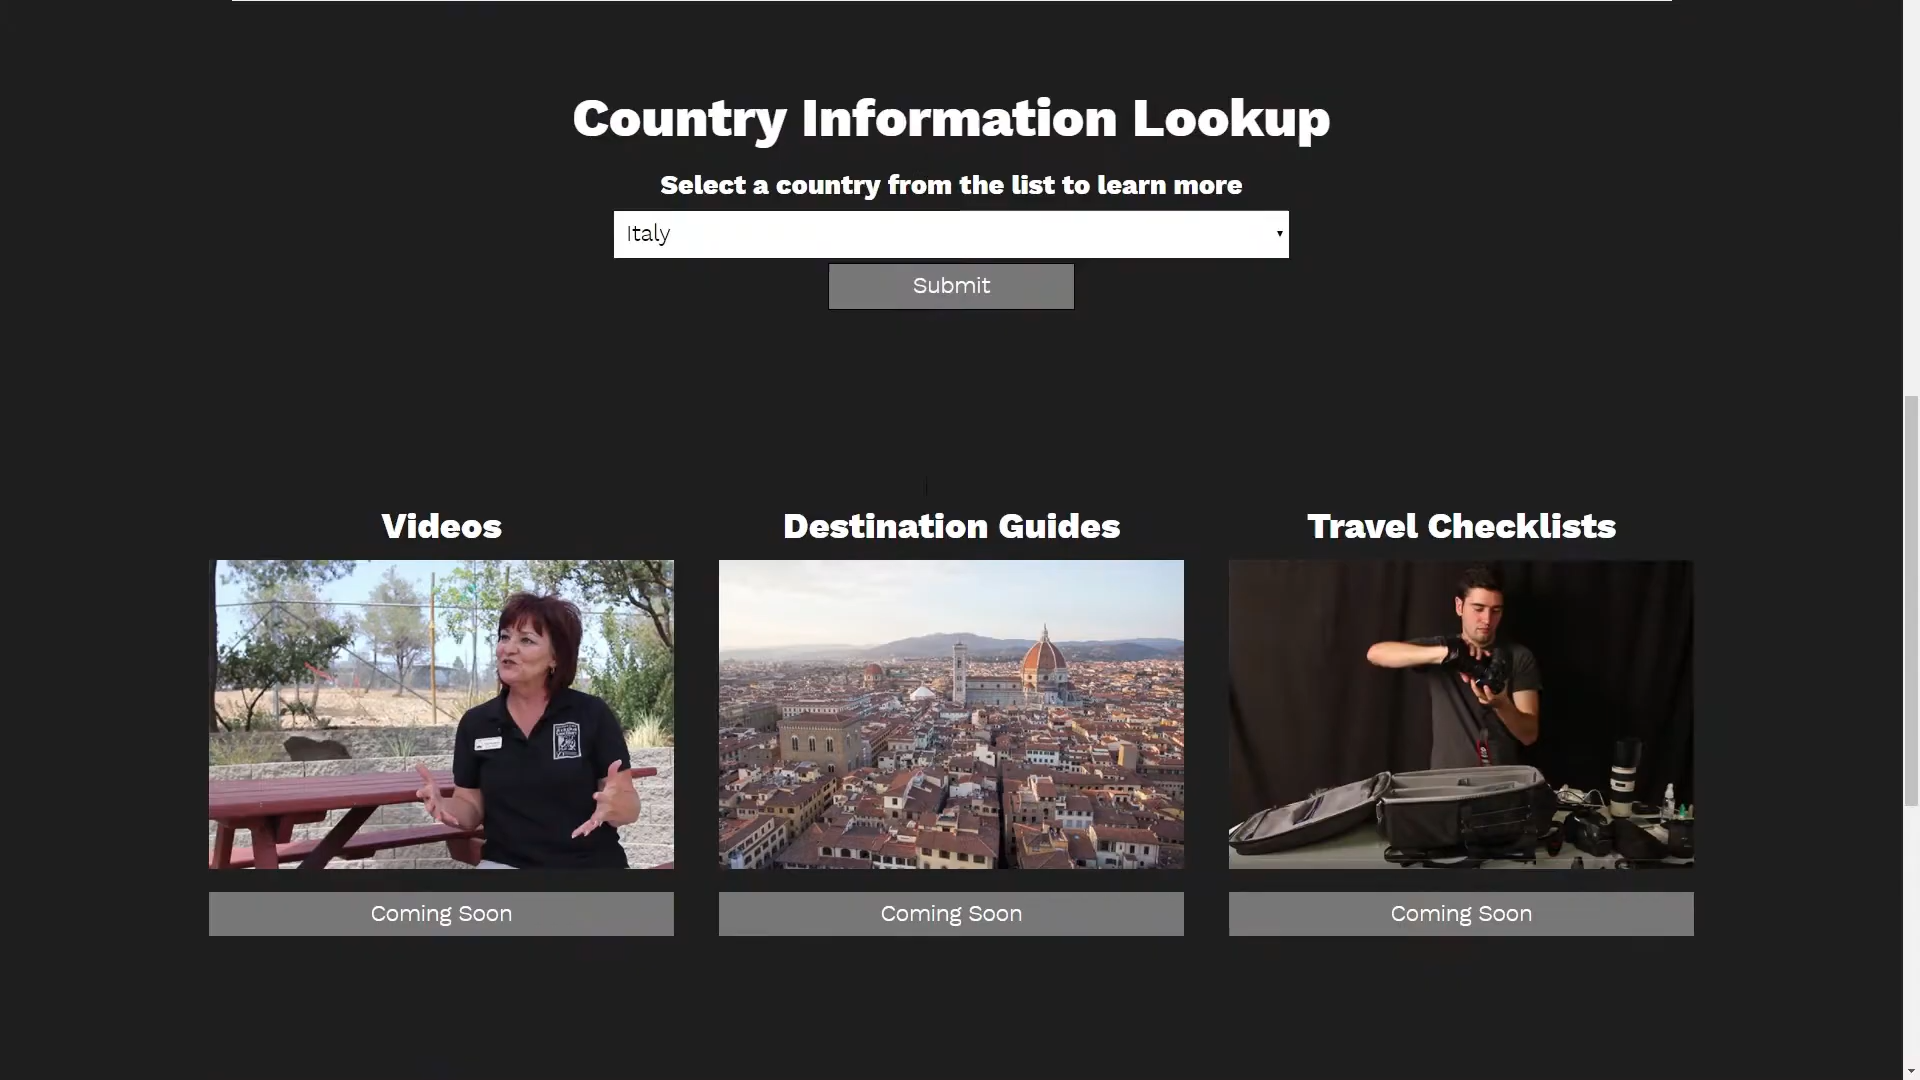 Country Information Lookup
Select a country from the list to learn more
Italy
Submit
Videos
Destination Guides
Travel Checklists
Coming Soon
Coming Soon
Coming Soon